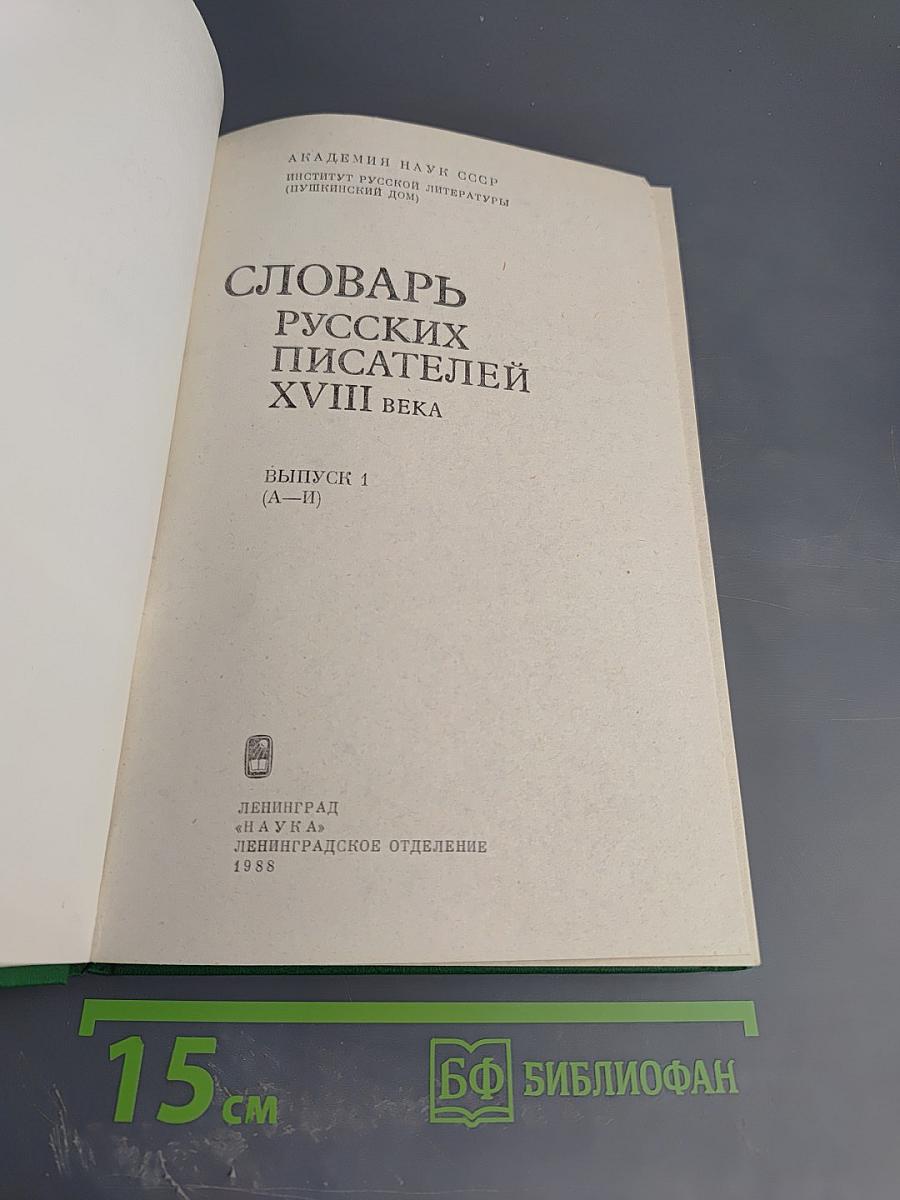 АКАДЕМИЯ НАУК СССР
ИНСТИТУТ РУССКОЙ ЛИТЕРАТУРЫ
(ПУШКИНСКИЙ ДОМ)
СЛОВАРЬ
РУССКИХ
ПИСАТЕЛЕЙ
XVIII ВЕКА
ВЫПУСК 1
(А—И)
ЛЕНИНГРАД
«НАУКА»
ЛЕНИНГРАДСКОЕ ОТДЕЛЕНИЕ
1988
15 см
БФ БИБЛИОФАН